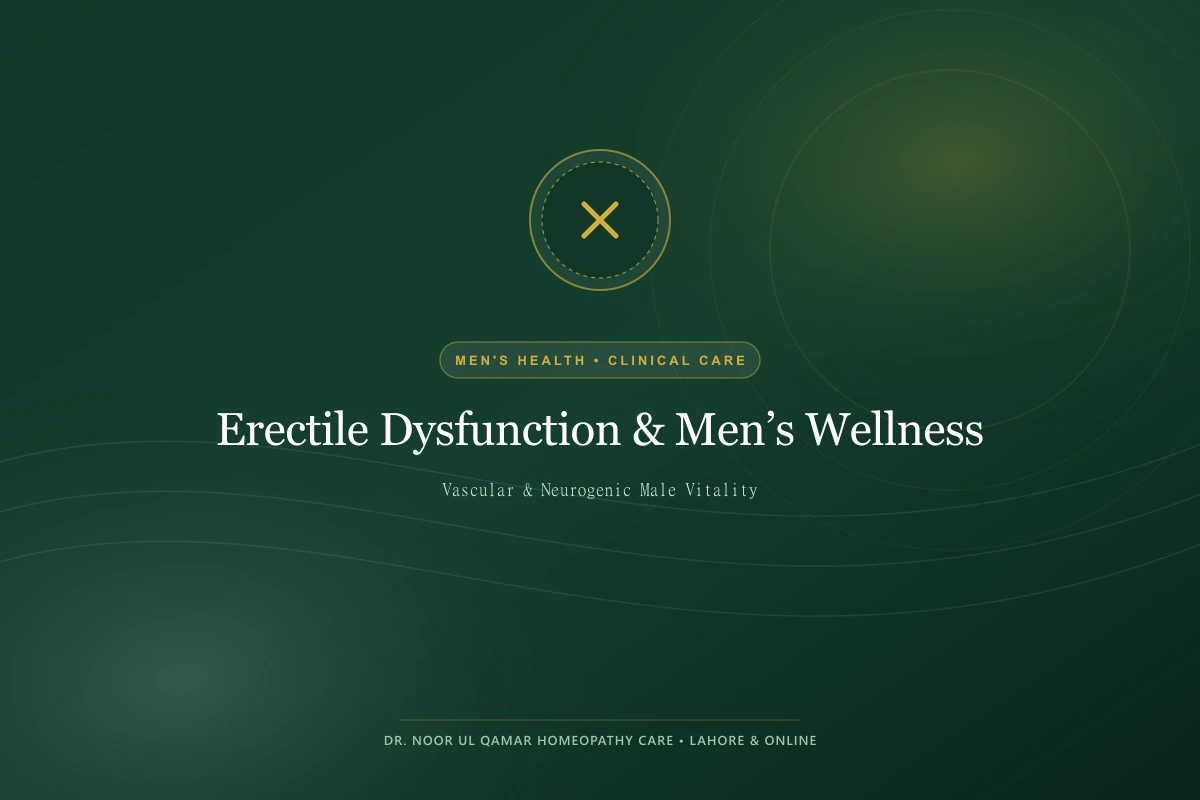 MEN'S HEALTH • CLINICAL CARE
Erectile Dysfunction & Men’s Wellness
Vascular & Neurogenic Male Vitality
DR. NOOR UL QAMAR HOMEOPATHY CARE • LAHORE & ONLINE